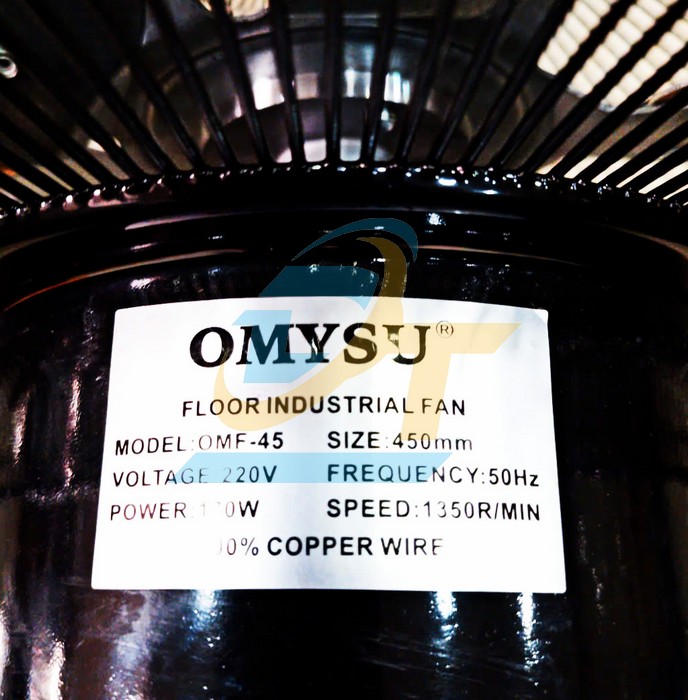 OMYSU®
FLOOR INDUSTRIAL FAN
MODEL:OMF-45 SIZE:450mm
VOLTAGE 220V FREQUENCY:50Hz
POWER: SPEED:1350R/MIN
COPPER WIRE